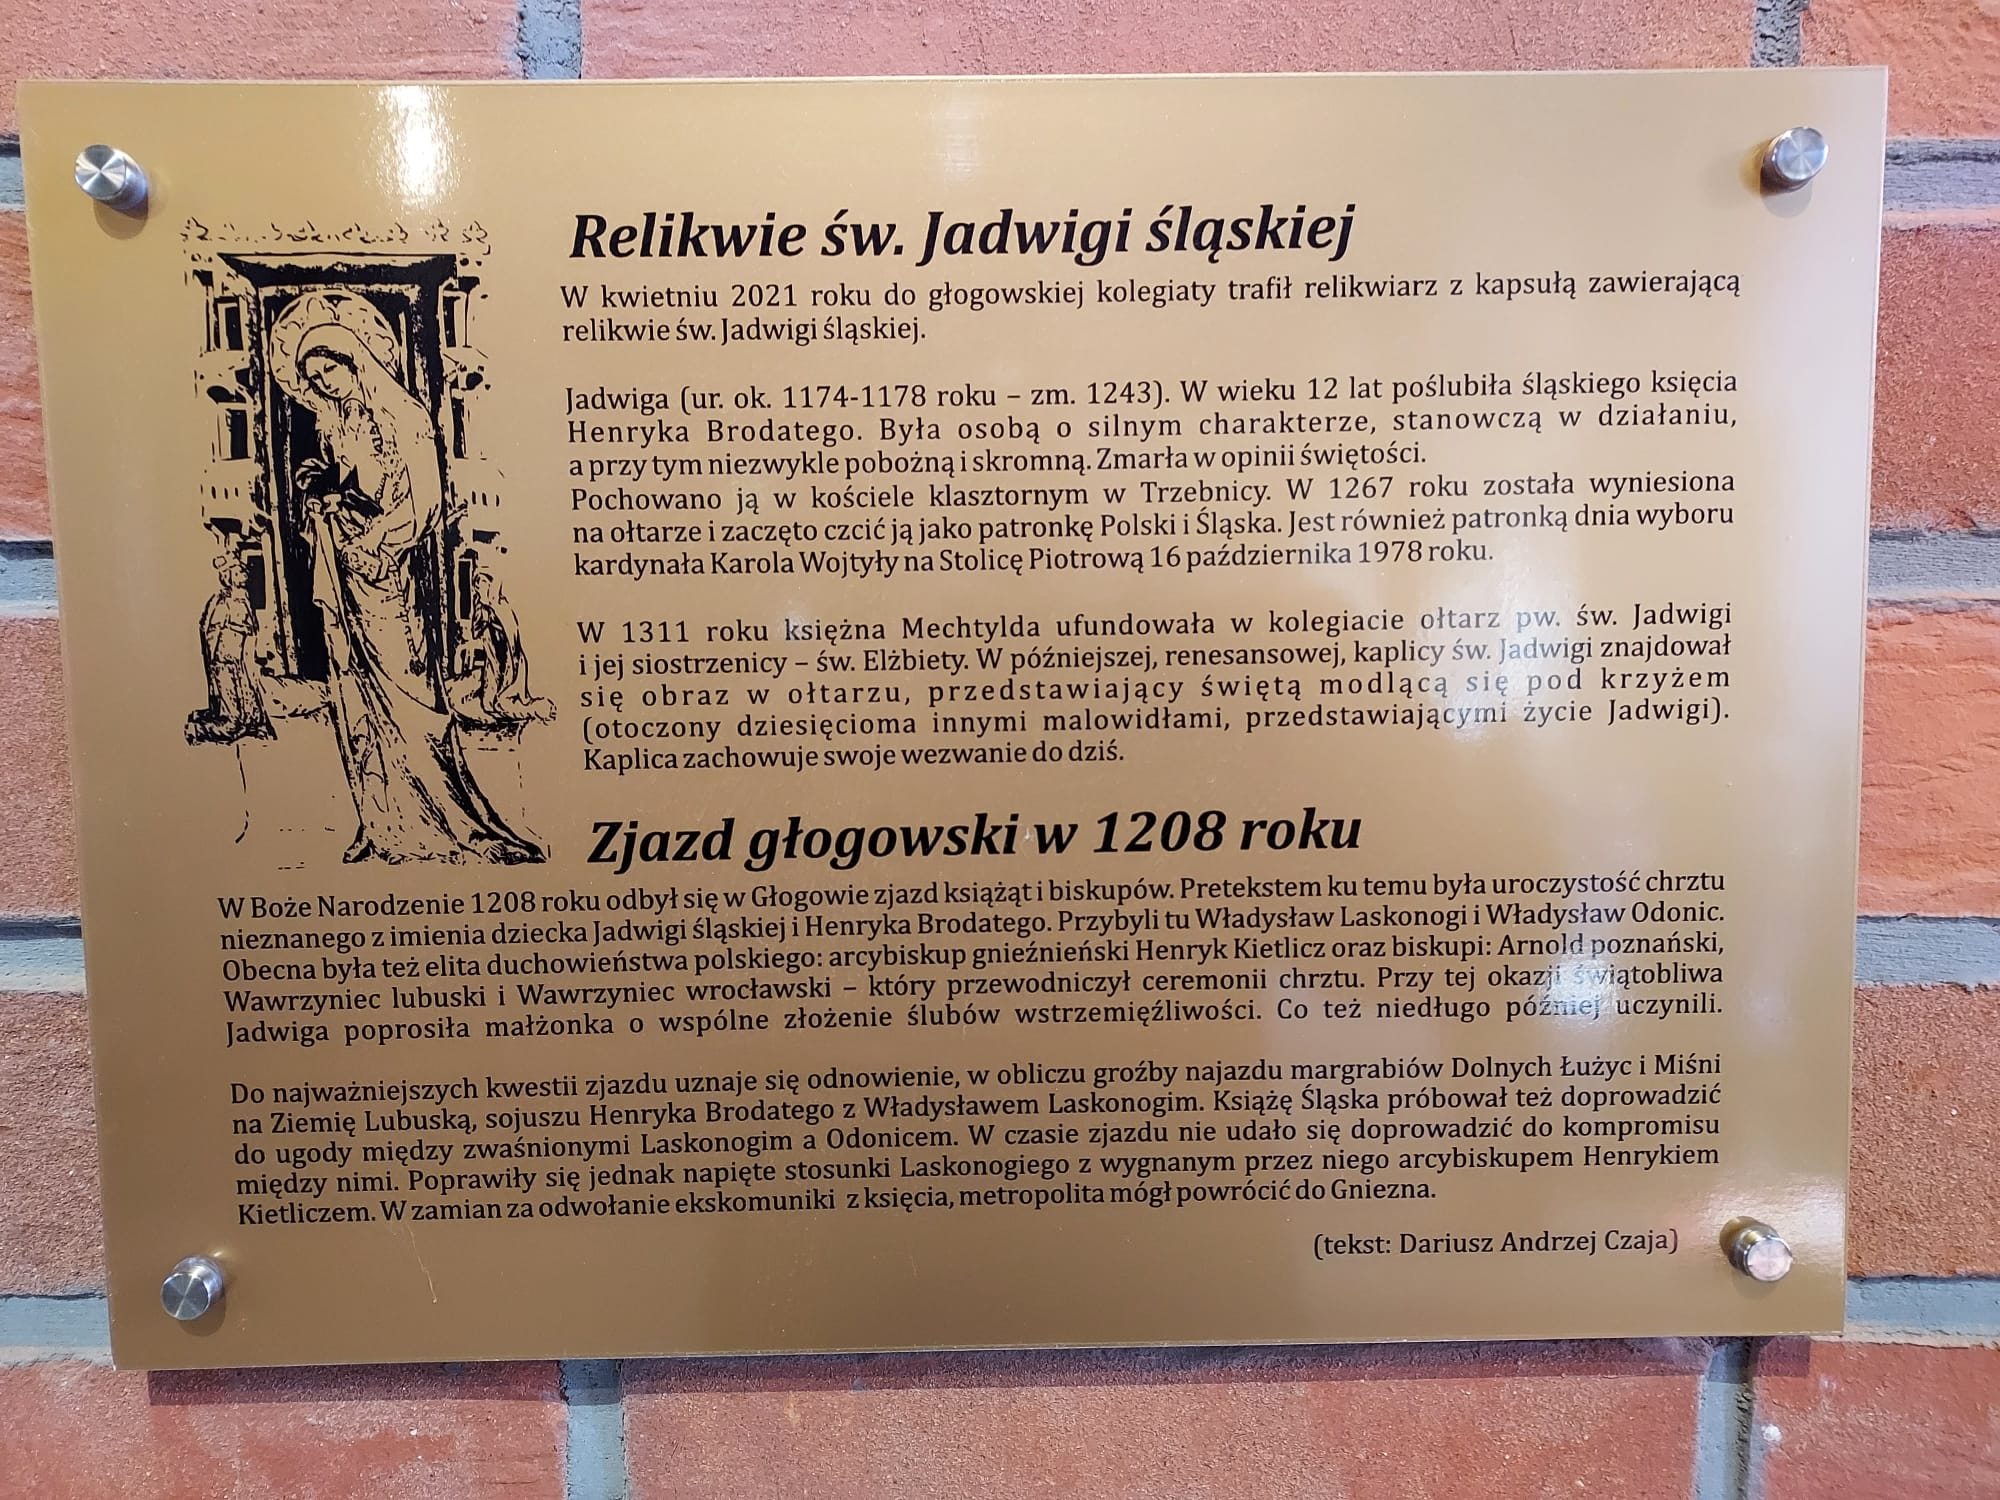 Relikwie św. Jadwigi śląskiej
W kwietniu 2021 roku do głogowskiej kolegiaty trafił relikwiarz z kapsułą zawierającą
relikwie św. Jadwigi śląskiej.
Jadwiga (ur. ok. 1174-1178 roku – zm. 1243). W wieku 12 lat poślubiła śląskiego księcia
Henryka Brodatego. Była osobą o silnym charakterze, stanowczą w działaniu,
a przy tym niezwykle pobożną i skromną. Zmarła w opinii świętości.
Pochowano ją w kościele klasztornym w Trzebnicy. W 1267 roku została wyniesiona
na ołtarze i zaczęto czcić ją jako patronkę Polski i Śląska. Jest również patronką dnia wyboru
kardynała Karola Wojtyły na Stolicę Piotrową 16 października 1978 roku.
W 1311 roku księżna Mechtylda ufundowała w kolegiacie ołtarz pw. św. Jadwigi
i jej siostrzenicy – św. Elżbiety. W późniejszej, renesansowej, kaplicy św. Jadwigi znajdował
się obraz w ołtarzu, przedstawiający świętą modlącą się pod krzyżem
(otoczony dziesięcioma innymi malowidłami, przedstawiającymi życie Jadwigi).
Kaplica zachowuje swoje wezwanie do dziś.
Zjazd głogowski w 1208 roku
W Boże Narodzenie 1208 roku odbył się w Głogowie zjazd książąt i biskupów. Pretekstem ku temu była uroczystość chrztu
nieznanego z imienia dziecka Jadwigi śląskiej i Henryka Brodatego. Przybyli tu Władysław Laskonogi i Władysław Odonic.
Obecna była też elita duchowieństwa polskiego: arcybiskup gnieźnieński Henryk Kietlicz oraz biskupi: Arnold poznański,
Wawrzyniec lubuski i Wawrzyniec wrocławski – który przewodniczył ceremonii chrztu. Przy tej okazji świątobliwa
Jadwiga poprosiła małżonka o wspólne złożenie ślubów wstrzemięźliwości. Co też niedługo później uczynili.
Do najważniejszych kwestii zjazdu uznaje się odnowienie, w obliczu groźby najazdu margrabiów Dolnych Łużyc i Miśni
na Ziemię Lubuską, sojuszu Henryka Brodatego z Władysławem Laskonogim. Książę Śląska próbował też doprowadzić
do ugody między zwaśnionymi Laskonogim a Odonicem. W czasie zjazdu nie udało się doprowadzić do kompromisu
między nimi. Poprawiły się jednak napięte stosunki Laskonogiego z wygnanym przez niego arcybiskupem Henrykiem
Kietliczem. W zamian za odwołanie ekskomuniki z księcia, metropolita mógł powrócić do Gniezna.
(tekst: Dariusz Andrzej Czaja)